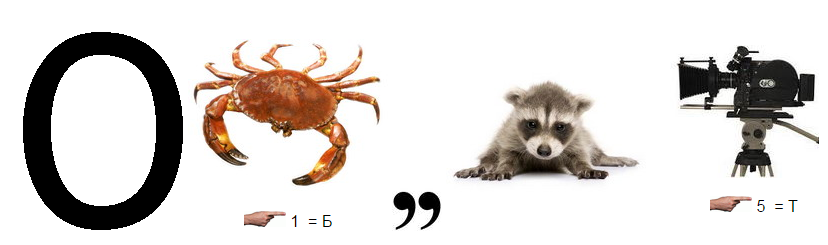 О
1 = Б
,,
5 = Т